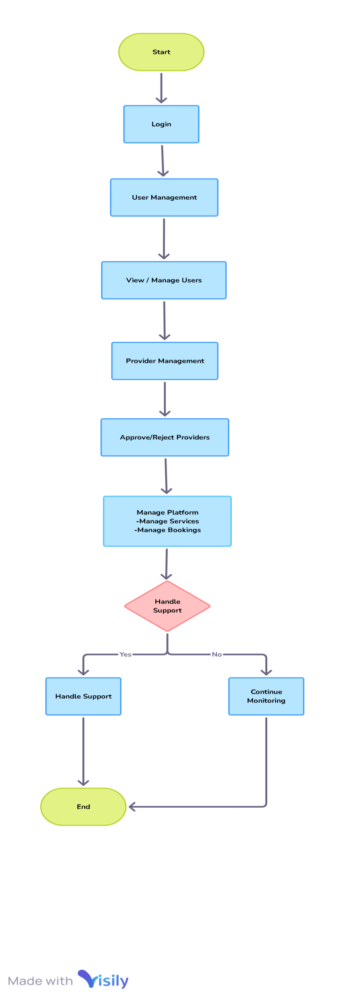 Start
Login
User Management
View / Manage Users
Provider Management
Approve/Reject Providers
Manage Platform
-Manage Services
-Manage Bookings
Handle
Support
Yes
No
Handle Support
Continue
Monitoring
End
Made with Visily